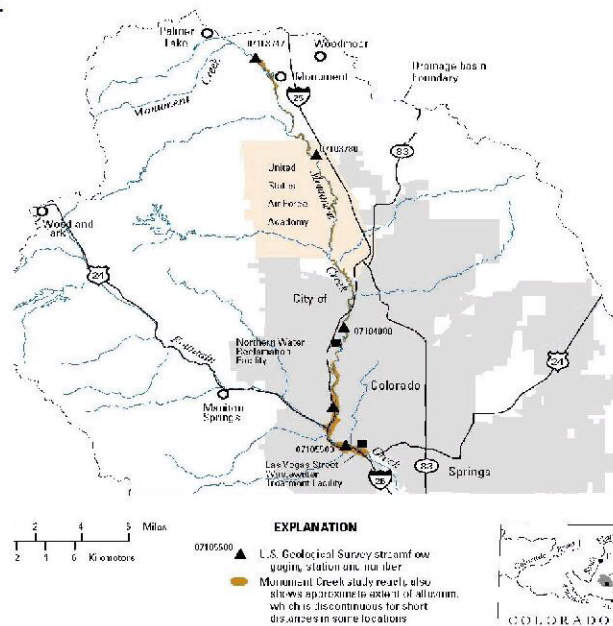 Palmer
Lake
07103747
Woodmoor
Monument
Drainage basin
boundary
Monument
Creek
25
83
07103780
United
States
Air Force
Academy
Monument
Creek
Woodland
24
City of
07104000
Northern Water
Reclamation
Facility
Fountain
24
Colorado
Manitou
Springs
07105500
Creek
Las Vegas Street
Wastewater
Treatment Facility
25
83
Springs
2 4 6 Miles
2 4 6 Kilometers
EXPLANATION
07105500
U.S. Geological Survey streamflow
gaging station and number
Monument Creek study reach, also
shows approximate extent of alluvium,
which is discontinuous for short
distances in some locations
COLORADO